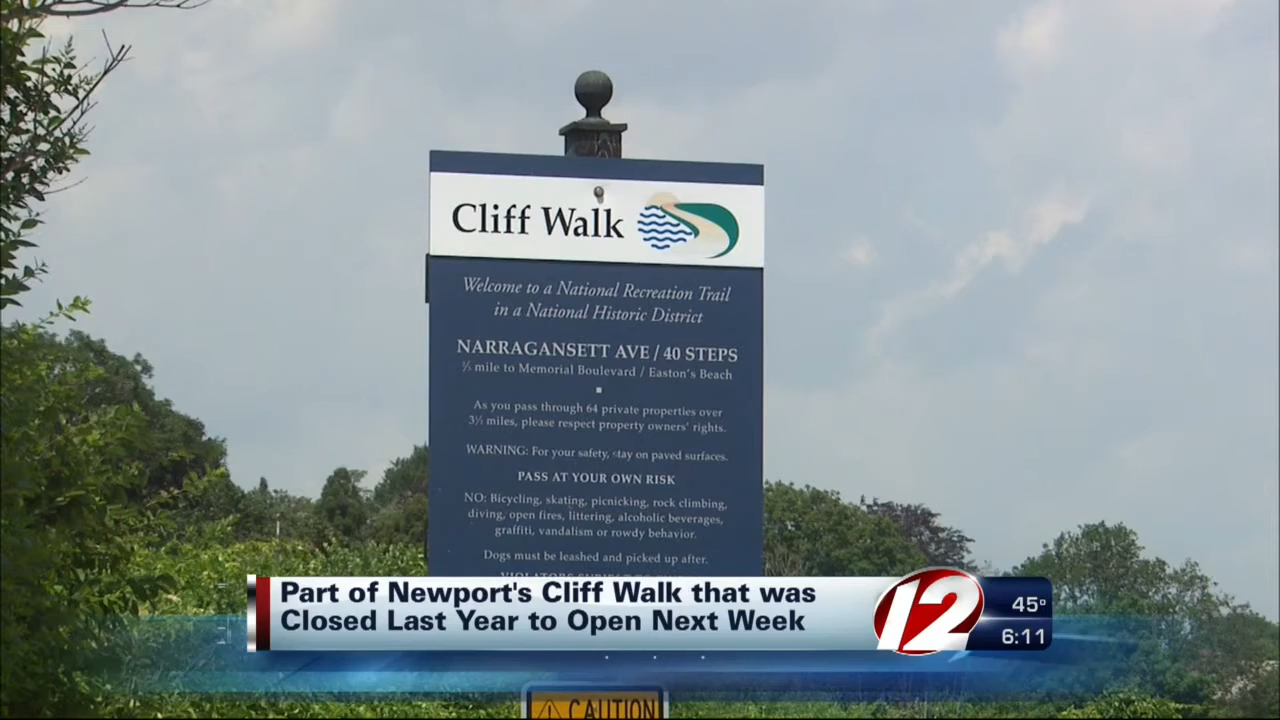 Cliff Walk
Welcome to a National Recreation Trail
in a National Historic District
NARRAGANSETT AVE / 40 STEPS
⅔ mile to Memorial Boulevard / Easton's Beach
As you pass through 64 private properties over
3½ miles, please respect property owners' rights.
WARNING: For your safety, stay on paved surfaces.
PASS AT YOUR OWN RISK
NO: Bicycling, skating, picnicking, rock climbing,
diving, open fires, littering, alcoholic beverages,
graffiti, vandalism or rowdy behavior.
Dogs must be leashed and picked up after.
Part of Newport's Cliff Walk that was
Closed Last Year to Open Next Week
12
45°
6:11
CAUTION